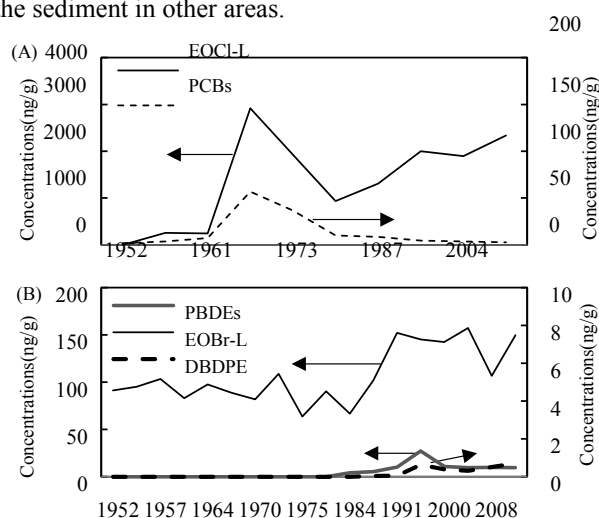 the sediment in other areas.
(A)
EOCl-L
PCBs
Concentrations(ng/g)
4000
3000
2000
1000
0
200
150
100
50
0
Concentrations(ng/g)
1952 1961 1973 1987 2004
(B)
PBDEs
EOBr-L
DBDPE
Concentrations(ng/g)
200
150
100
50
0
10
8
6
4
2
0
Concentrations(ng/g)
1952 1957 1964 1970 1975 1984 1991 2000 2008